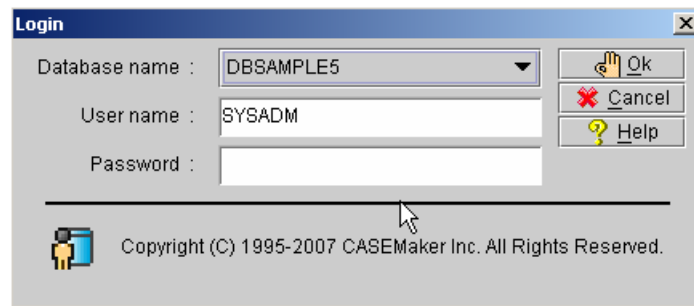 Login
Database name : DBSAMPLE5
Ok
User name : SYSADM
Cancel
Password :
Help
Copyright (C) 1995-2007 CASEMaker Inc. All Rights Reserved.